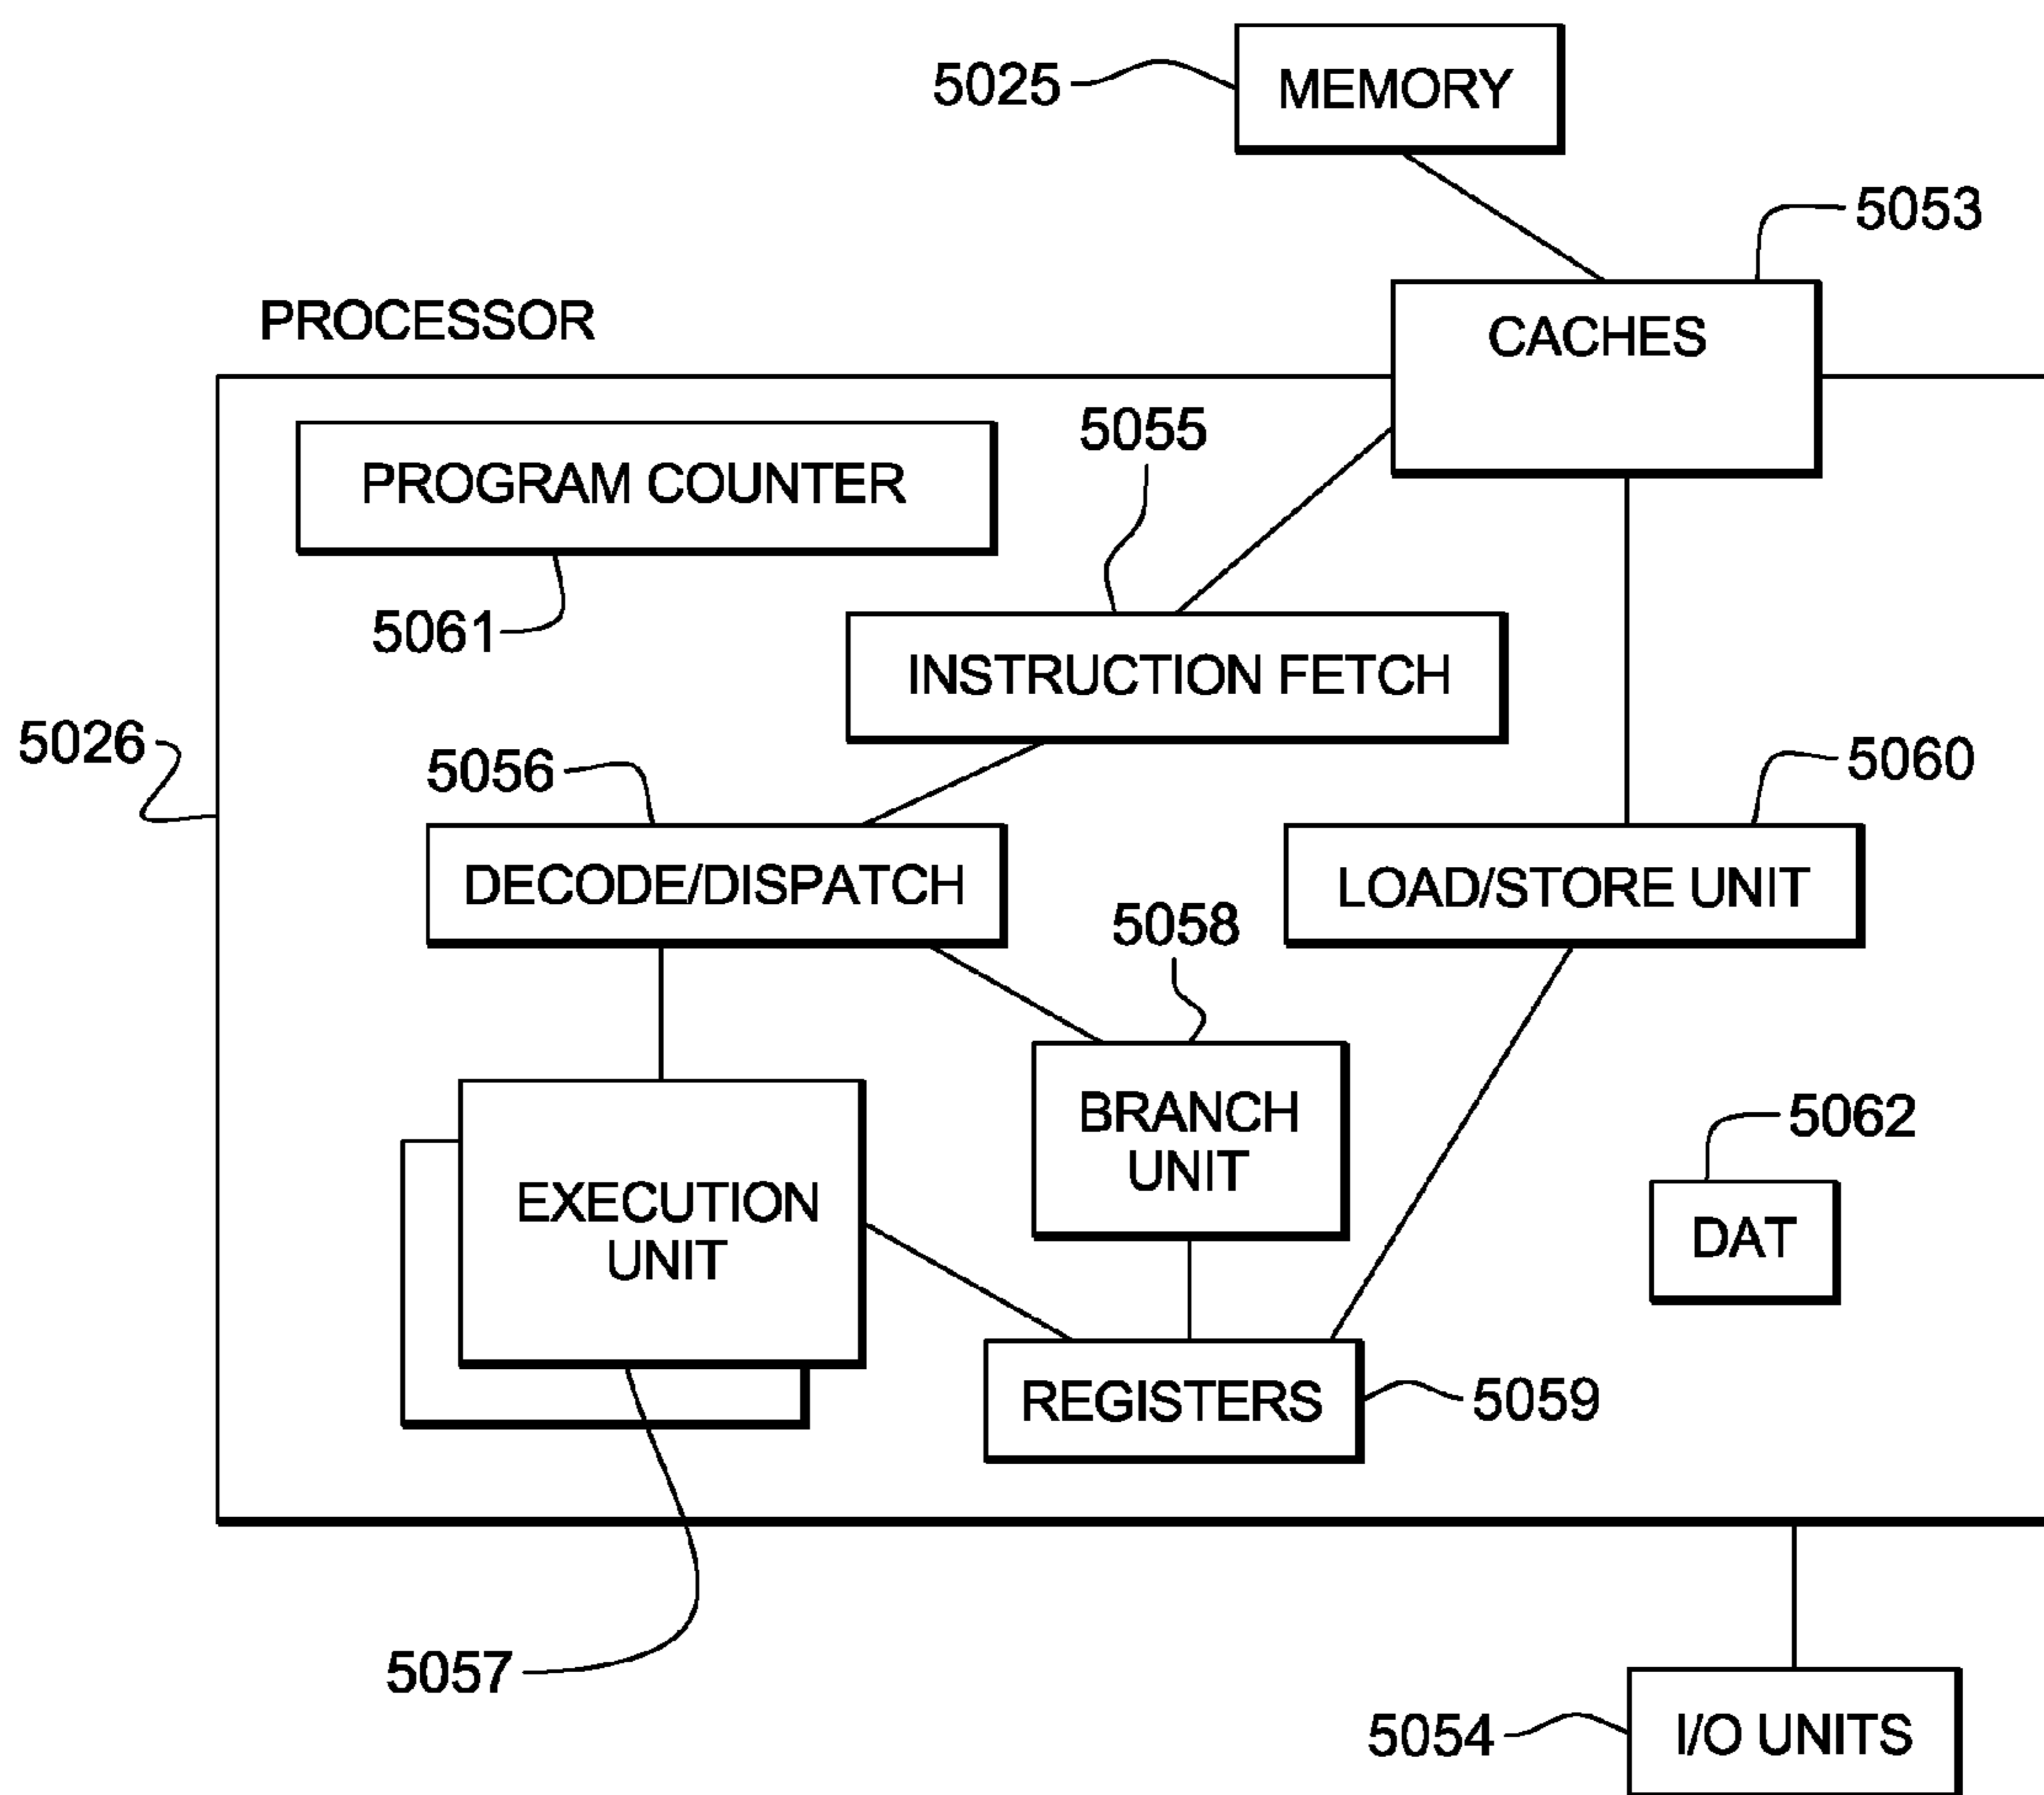 MEMORY
5025
5053
CACHES
PROCESSOR
5055
PROGRAM COUNTER
5061
INSTRUCTION FETCH
5026
5056
5060
DECODE/DISPATCH
LOAD/STORE UNIT
5058
BRANCH
UNIT
5062
EXECUTION
UNIT
DAT
REGISTERS
5059
5057
5054
I/O UNITS